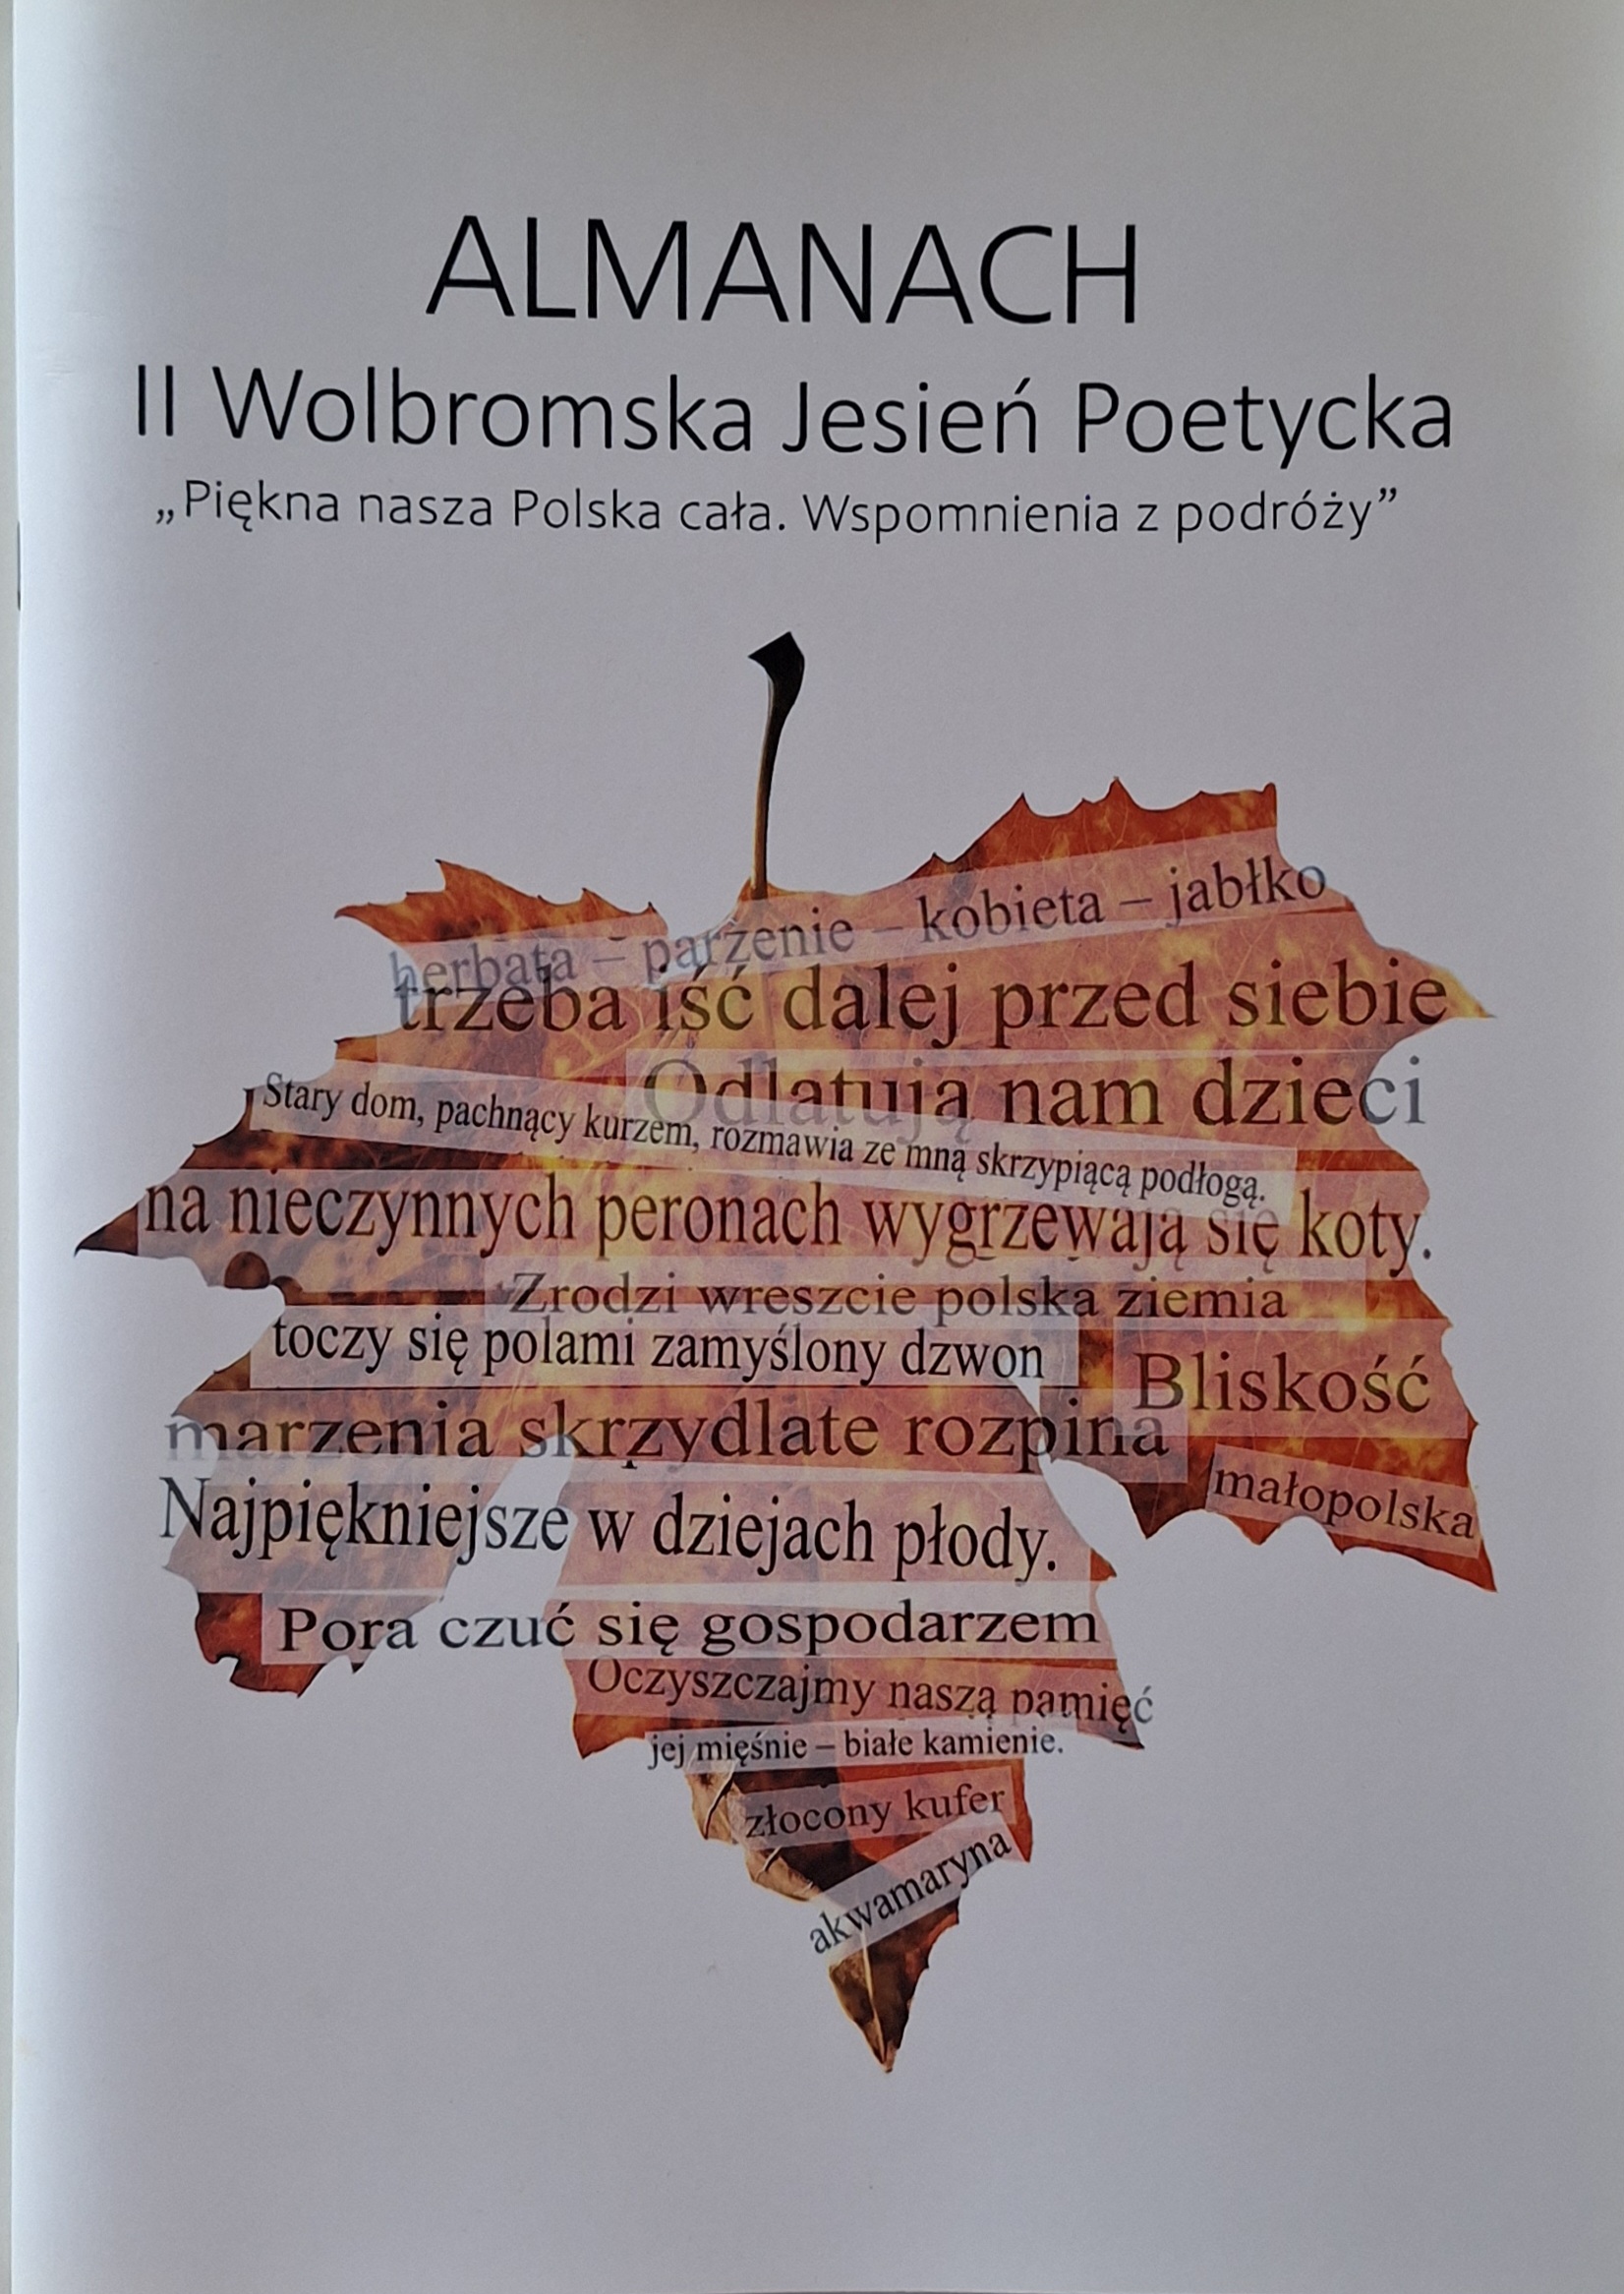 ALMANACH
II Wolbromska Jesień Poetycka
„Piękna nasza Polska cała. Wspomnienia z podróży”
herbata – parzenie – kobieta – jabłko
trzeba iść dalej przed siebie
Odlatują nam dzieci
Stary dom, pachnący kurzem, rozmawia ze mną skrzypiącą podłogą.
na nieczynnych peronach wygrzewają się koty.
Zrodzi wreszcie polska ziemia
toczy się polami zamyślony dzwon
Bliskość
marzenia skrzydlate rozpina
małopolska
Najpiękniejsze w dziejach płody.
Pora czuć się gospodarzem
Oczyszczajmy naszą pamięć
jej mięśnie – białe kamienie.
złocony kufer
akwamaryna